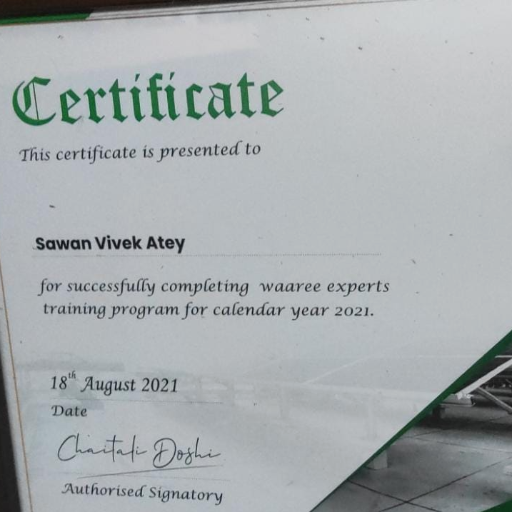 Certificate
This certificate is presented to
Sawan Vivek Atey
for successfully completing waaree experts
training program for calendar year 2021.
18th August 2021
Date
Chaitali Doshi
Authorised Signatory